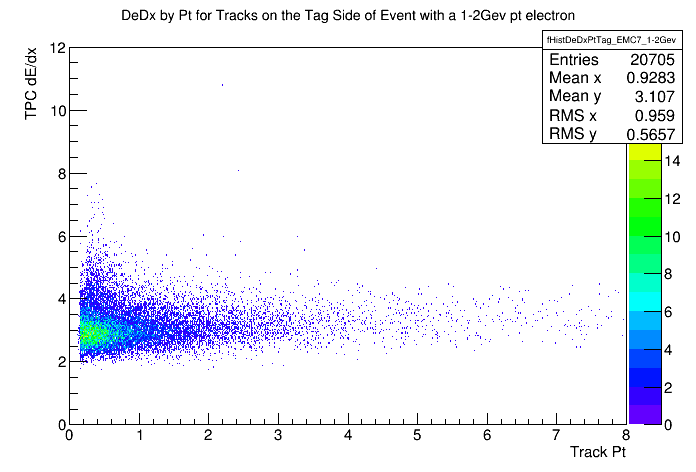 DeDx by Pt for Tracks on the Tag Side of Event with a 1-2Gev pt electron
fHistDeDxPtTag_EMC7_1-2Gev
Entries 20705
Mean x 0.9283
Mean y 3.107
RMS x 0.959
RMS y 0.5657
TPC dE/dx
12
10
8
6
4
2
0
14
12
10
8
6
4
2
0
0 1 2 3 4 5 6 7 8
Track Pt